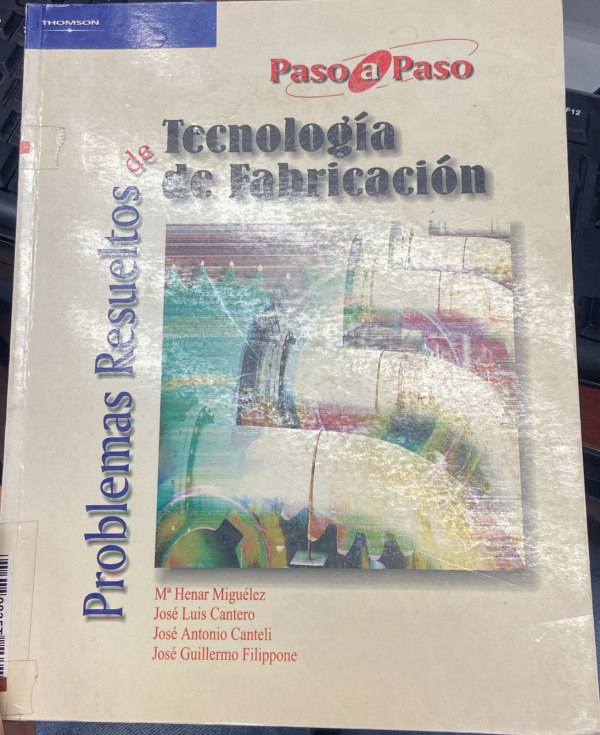 THOMSON
Paso a Paso
Problemas Resueltos de
Tecnología
de Fabricación
Mª Henar Miguélez
José Luis Cantero
José Antonio Canteli
José Guillermo Filippone
F12